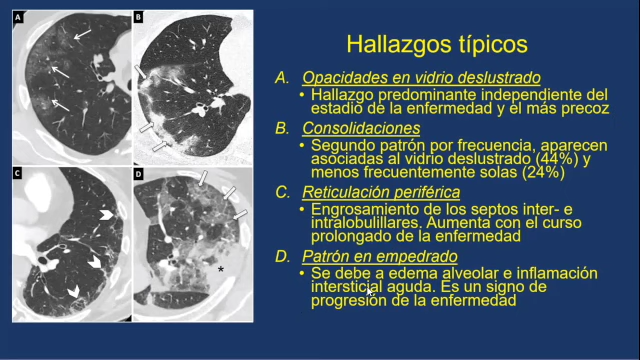 A
B
C
D
*
Hallazgos típicos
A. Opacidades en vidrio deslustrado
• Hallazgo predominante independiente del
estadio de la enfermedad y el más precoz
B. Consolidaciones
• Segundo patrón por frecuencia, aparecen
asociadas al vidrio deslustrado (44%) y
menos frecuentemente solas (24%)
C. Reticulación periférica
• Engrosamiento de los septos inter- e
intralobulillares. Aumenta con el curso
prolongado de la enfermedad
D. Patrón en empedrado
• Se debe a edema alveolar e inflamación
intersticial aguda. Es un signo de
progresión de la enfermedad